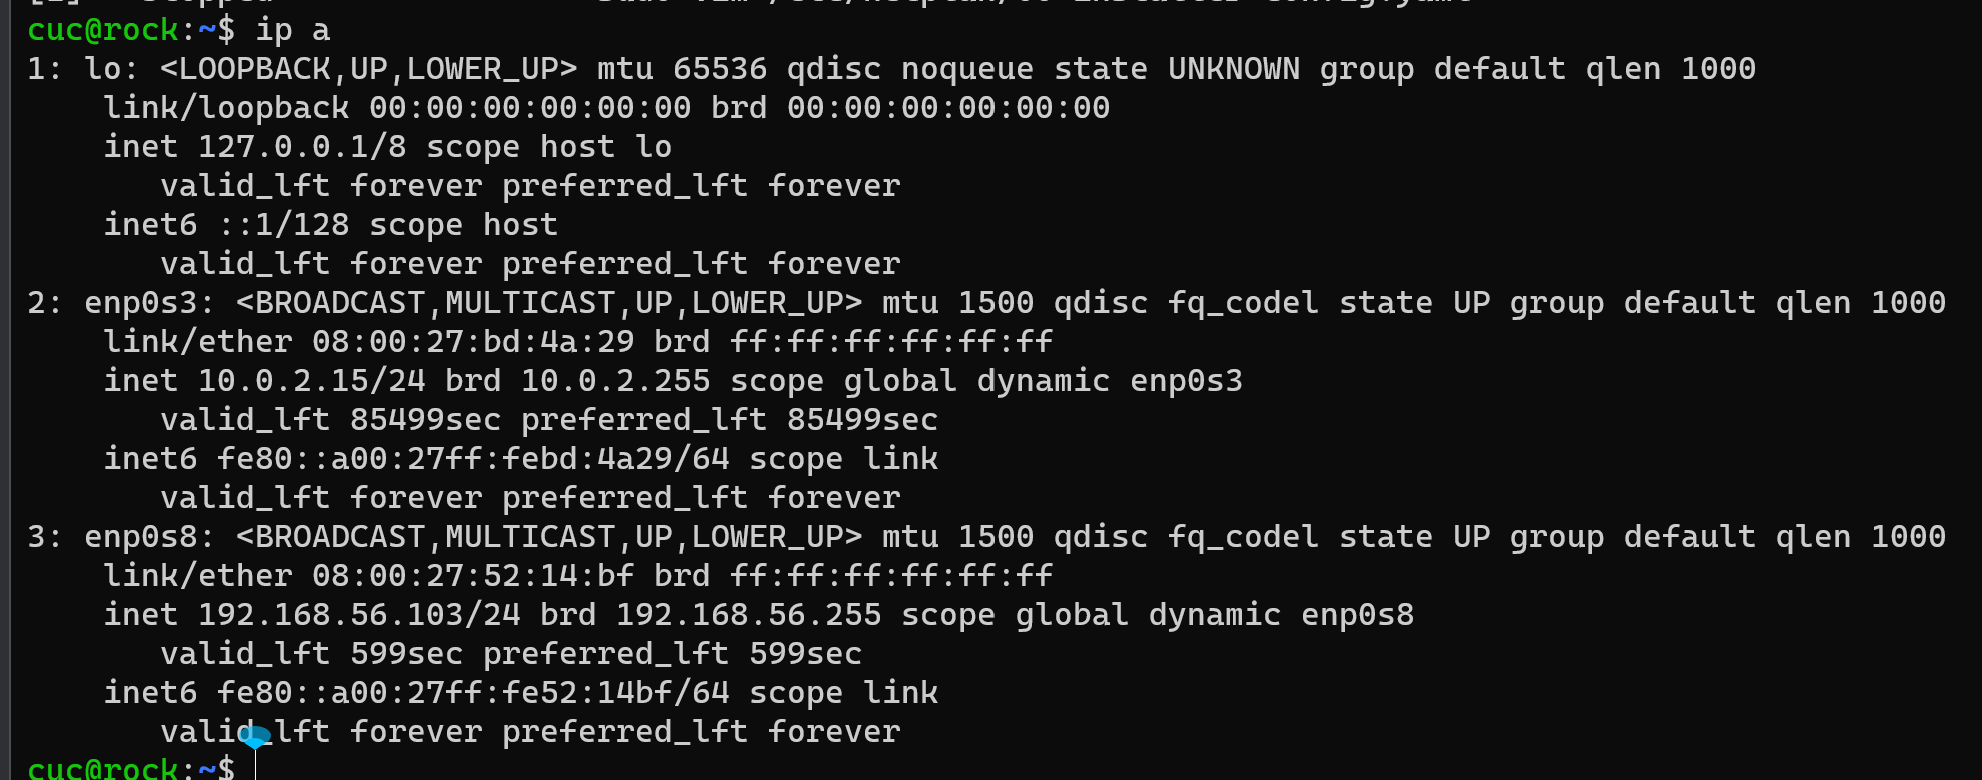 cuc@rock:~$ ip a
1: lo: <LOOPBACK,UP,LOWER_UP> mtu 65536 qdisc noqueue state UNKNOWN group default qlen 1000
    link/loopback 00:00:00:00:00:00 brd 00:00:00:00:00:00
    inet 127.0.0.1/8 scope host lo
       valid_lft forever preferred_lft forever
    inet6 ::1/128 scope host
       valid_lft forever preferred_lft forever
2: enp0s3: <BROADCAST,MULTICAST,UP,LOWER_UP> mtu 1500 qdisc fq_codel state UP group default qlen 1000
    link/ether 08:00:27:bd:4a:29 brd ff:ff:ff:ff:ff:ff
    inet 10.0.2.15/24 brd 10.0.2.255 scope global dynamic enp0s3
       valid_lft 85499sec preferred_lft 85499sec
    inet6 fe80::a00:27ff:febd:4a29/64 scope link
       valid_lft forever preferred_lft forever
3: enp0s8: <BROADCAST,MULTICAST,UP,LOWER_UP> mtu 1500 qdisc fq_codel state UP group default qlen 1000
    link/ether 08:00:27:52:14:bf brd ff:ff:ff:ff:ff:ff
    inet 192.168.56.103/24 brd 192.168.56.255 scope global dynamic enp0s8
       valid_lft 599sec preferred_lft 599sec
    inet6 fe80::a00:27ff:fe52:14bf/64 scope link
       valid_lft forever preferred_lft forever
cuc@rock:~$